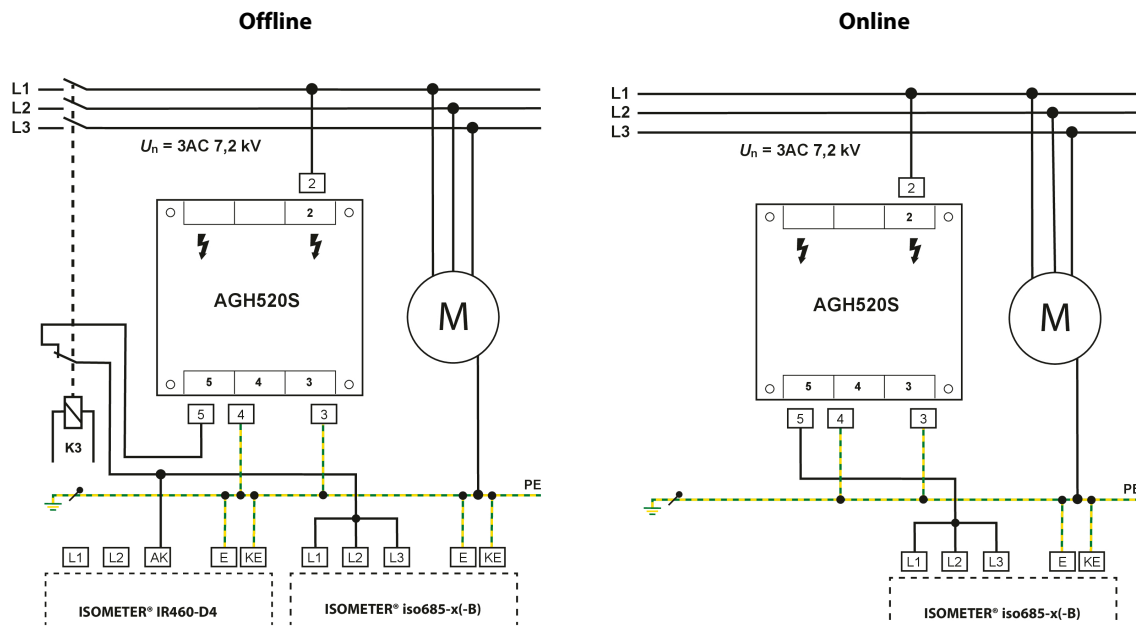 Offline Online
L1
L2
L3
Un = 3AC 7,2 kV
2
2
AGH520S
M
5 4 3
5 4 3
K3
PE
L1 L2 AK E KE L1 L2 L3 E KE
ISOMETER® IR460-D4 ISOMETER® iso685-x(-B)
L1
L2
L3
Un = 3AC 7,2 kV
2
2
AGH520S
M
5 4 3
5 4 3
PE
L1 L2 L3 E KE
ISOMETER® iso685-x(-B)